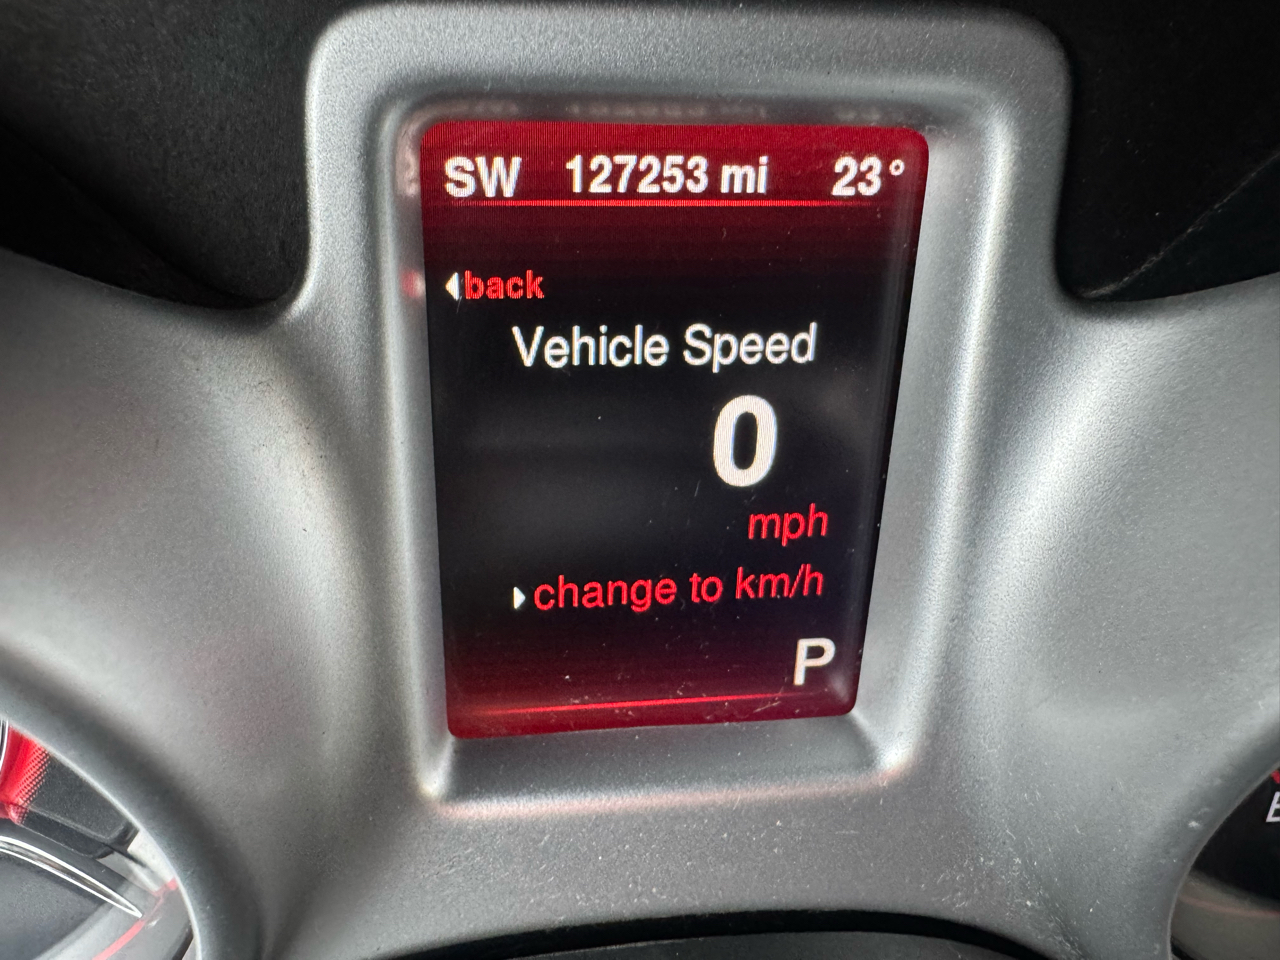 SW 127253 mi 23°
back
Vehicle Speed
0
mph
change to km/h
P
E